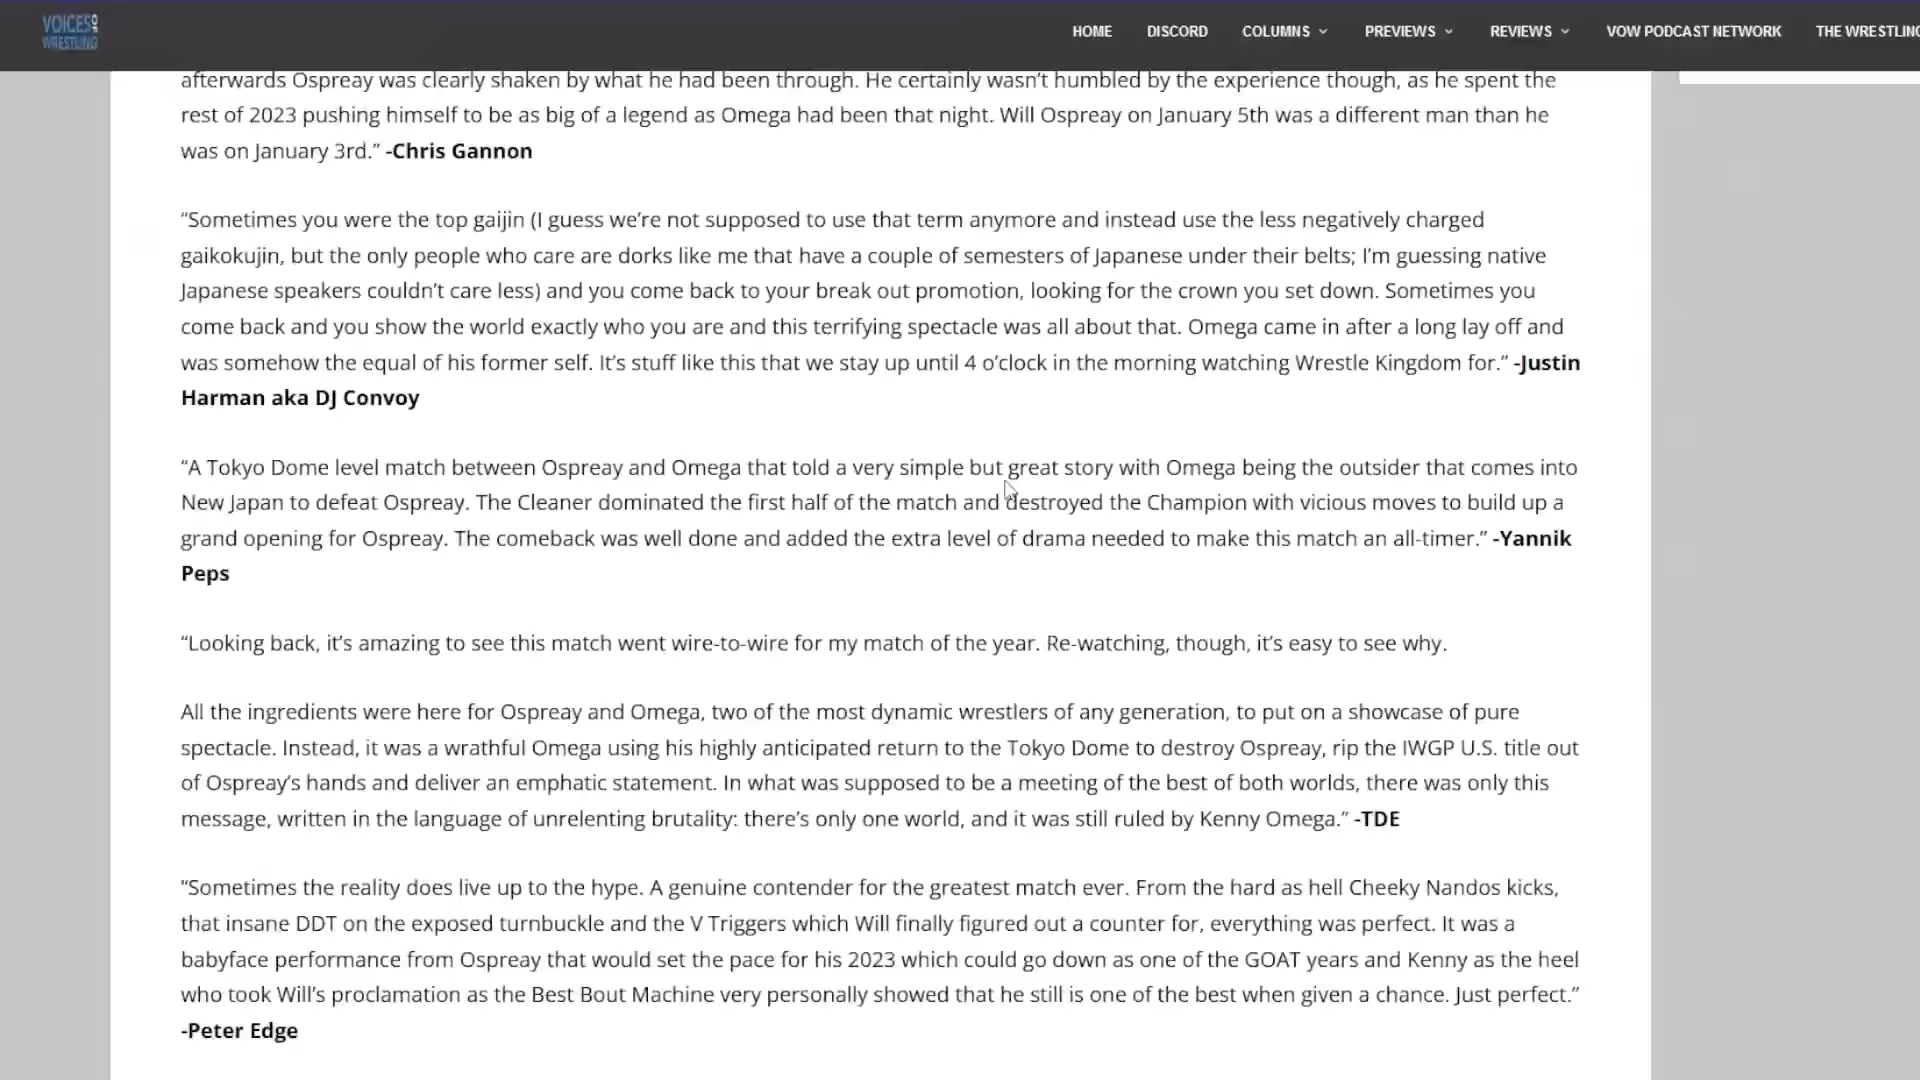 VOICES OF
WRESTLING
HOME DISCORD COLUMNS PREVIEWS REVIEWS VOW PODCAST NETWORK THE WRESTLING
afterwards Ospreay was clearly shaken by what he had been through. He certainly wasn’t humbled by the experience though, as he spent the
rest of 2023 pushing himself to be as big of a legend as Omega had been that night. Will Ospreay on January 5th was a different man than he
was on January 3rd.” -Chris Gannon
“Sometimes you were the top gaijin (I guess we’re not supposed to use that term anymore and instead use the less negatively charged
gaikokujin, but the only people who care are dorks like me that have a couple of semesters of Japanese under their belts; I’m guessing native
Japanese speakers couldn’t care less) and you come back to your break out promotion, looking for the crown you set down. Sometimes you
come back and you show the world exactly who you are and this terrifying spectacle was all about that. Omega came in after a long lay off and
was somehow the equal of his former self. It’s stuff like this that we stay up until 4 o’clock in the morning watching Wrestle Kingdom for.” -Justin
Harman aka DJ Convoy
“A Tokyo Dome level match between Ospreay and Omega that told a very simple but great story with Omega being the outsider that comes into
New Japan to defeat Ospreay. The Cleaner dominated the first half of the match and destroyed the Champion with vicious moves to build up a
grand opening for Ospreay. The comeback was well done and added the extra level of drama needed to make this match an all-timer.” -Yannik
Peps
“Looking back, it’s amazing to see this match went wire-to-wire for my match of the year. Re-watching, though, it’s easy to see why.
All the ingredients were here for Ospreay and Omega, two of the most dynamic wrestlers of any generation, to put on a showcase of pure
spectacle. Instead, it was a wrathful Omega using his highly anticipated return to the Tokyo Dome to destroy Ospreay, rip the IWGP U.S. title out
of Ospreay’s hands and deliver an emphatic statement. In what was supposed to be a meeting of the best of both worlds, there was only this
message, written in the language of unrelenting brutality: there’s only one world, and it was still ruled by Kenny Omega.” -TDE
“Sometimes the reality does live up to the hype. A genuine contender for the greatest match ever. From the hard as hell Cheeky Nandos kicks,
that insane DDT on the exposed turnbuckle and the V Triggers which Will finally figured out a counter for, everything was perfect. It was a
babyface performance from Ospreay that would set the pace for his 2023 which could go down as one of the GOAT years and Kenny as the heel
who took Will’s proclamation as the Best Bout Machine very personally showed that he still is one of the best when given a chance. Just perfect.”
-Peter Edge